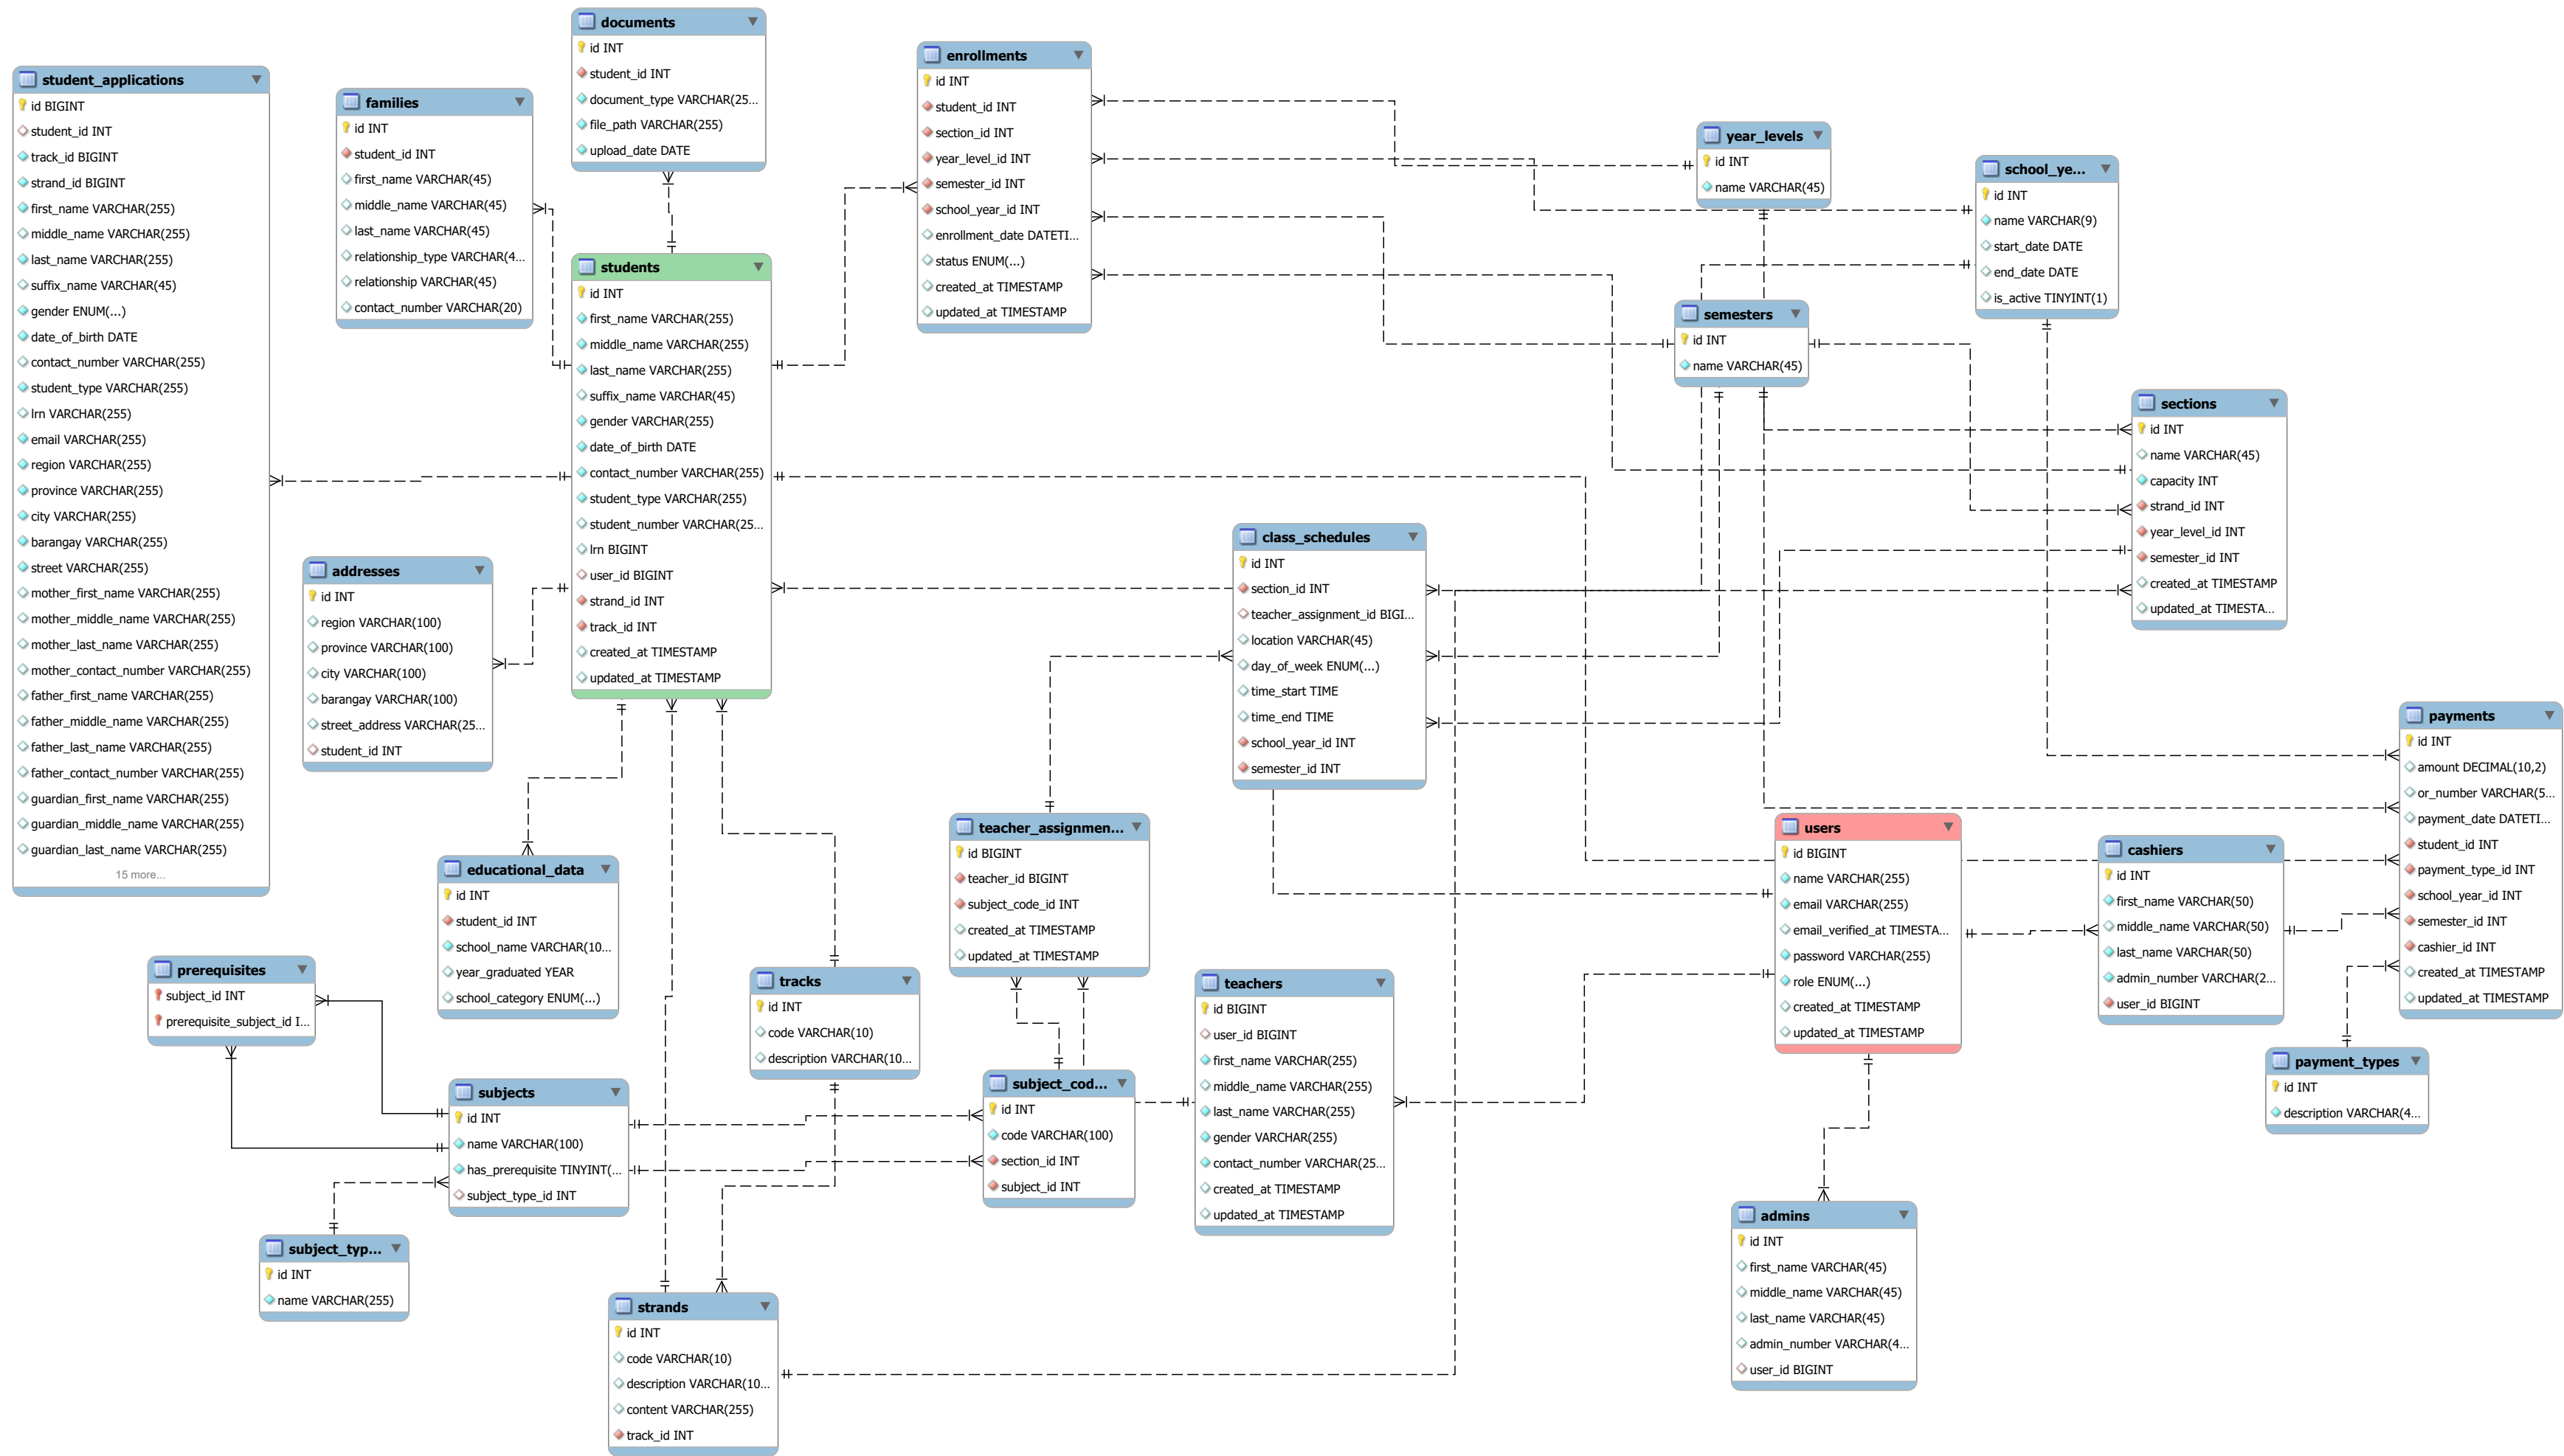 student_applications
id BIGINT
student_id INT
track_id BIGINT
strand_id BIGINT
first_name VARCHAR(255)
middle_name VARCHAR(255)
last_name VARCHAR(255)
suffix_name VARCHAR(45)
gender ENUM(...)
date_of_birth DATE
contact_number VARCHAR(255)
student_type VARCHAR(255)
lrn VARCHAR(255)
email VARCHAR(255)
region VARCHAR(255)
province VARCHAR(255)
city VARCHAR(255)
barangay VARCHAR(255)
street VARCHAR(255)
mother_first_name VARCHAR(255)
mother_middle_name VARCHAR(255)
mother_last_name VARCHAR(255)
mother_contact_number VARCHAR(255)
father_first_name VARCHAR(255)
father_middle_name VARCHAR(255)
father_last_name VARCHAR(255)
father_contact_number VARCHAR(255)
guardian_first_name VARCHAR(255)
guardian_middle_name VARCHAR(255)
guardian_last_name VARCHAR(255)
15 more...
families
id INT
student_id INT
first_name VARCHAR(45)
middle_name VARCHAR(45)
last_name VARCHAR(45)
relationship_type VARCHAR(4...
relationship VARCHAR(45)
contact_number VARCHAR(20)
documents
id INT
student_id INT
document_type VARCHAR(25...
file_path VARCHAR(255)
upload_date DATE
students
id INT
first_name VARCHAR(255)
middle_name VARCHAR(255)
last_name VARCHAR(255)
suffix_name VARCHAR(45)
gender VARCHAR(255)
date_of_birth DATE
contact_number VARCHAR(255)
student_type VARCHAR(255)
student_number VARCHAR(25...
lrn BIGINT
user_id BIGINT
strand_id INT
track_id INT
created_at TIMESTAMP
updated_at TIMESTAMP
enrollments
id INT
student_id INT
section_id INT
year_level_id INT
semester_id INT
school_year_id INT
enrollment_date DATETI...
status ENUM(...)
created_at TIMESTAMP
updated_at TIMESTAMP
year_levels
id INT
name VARCHAR(45)
school_ye...
id INT
name VARCHAR(9)
start_date DATE
end_date DATE
is_active TINYINT(1)
semesters
id INT
name VARCHAR(45)
sections
id INT
name VARCHAR(45)
capacity INT
strand_id INT
year_level_id INT
semester_id INT
created_at TIMESTAMP
updated_at TIMESTA...
addresses
id INT
region VARCHAR(100)
province VARCHAR(100)
city VARCHAR(100)
barangay VARCHAR(100)
street_address VARCHAR(25...
student_id INT
class_schedules
id INT
section_id INT
teacher_assignment_id BIGI...
location VARCHAR(45)
day_of_week ENUM(...)
time_start TIME
time_end TIME
school_year_id INT
semester_id INT
payments
id INT
amount DECIMAL(10,2)
or_number VARCHAR(5...
payment_date DATETI...
student_id INT
payment_type_id INT
school_year_id INT
semester_id INT
cashier_id INT
created_at TIMESTAMP
updated_at TIMESTAMP
educational_data
id INT
student_id INT
school_name VARCHAR(10...
year_graduated YEAR
school_category ENUM(...)
teacher_assignmen...
id BIGINT
teacher_id BIGINT
subject_code_id INT
created_at TIMESTAMP
updated_at TIMESTAMP
users
id BIGINT
name VARCHAR(255)
email VARCHAR(255)
email_verified_at TIMESTA...
password VARCHAR(255)
role ENUM(...)
created_at TIMESTAMP
updated_at TIMESTAMP
cashiers
id INT
first_name VARCHAR(50)
middle_name VARCHAR(50)
last_name VARCHAR(50)
admin_number VARCHAR(2...
user_id BIGINT
prerequisites
subject_id INT
prerequisite_subject_id I...
tracks
id INT
code VARCHAR(10)
description VARCHAR(10...
teachers
id BIGINT
user_id BIGINT
first_name VARCHAR(255)
middle_name VARCHAR(255)
last_name VARCHAR(255)
gender VARCHAR(255)
contact_number VARCHAR(25...
created_at TIMESTAMP
updated_at TIMESTAMP
payment_types
id INT
description VARCHAR(4...
subjects
id INT
name VARCHAR(100)
has_prerequisite TINYINT(...
subject_type_id INT
subject_cod...
id INT
code VARCHAR(100)
section_id INT
subject_id INT
subject_typ...
id INT
name VARCHAR(255)
admins
id INT
first_name VARCHAR(45)
middle_name VARCHAR(45)
last_name VARCHAR(45)
admin_number VARCHAR(4...
user_id BIGINT
strands
id INT
code VARCHAR(10)
description VARCHAR(10...
content VARCHAR(255)
track_id INT